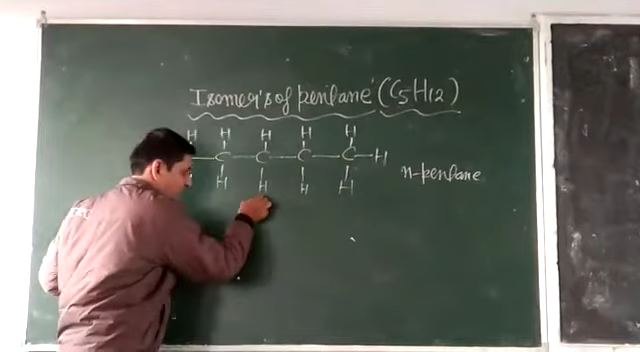 Isomer's of pentane (C5H12)
H H H H H
C C C C H
H H H H
n-pentane